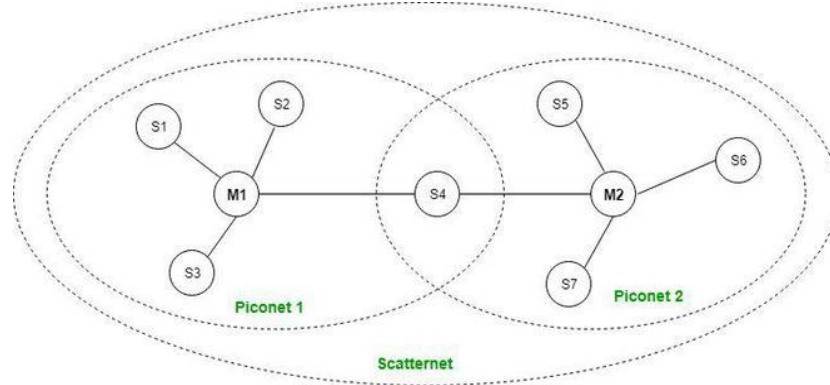 S1
S2
S5
S6
M1
S4
M2
S3
S7
Piconet 1
Piconet 2
Scatternet